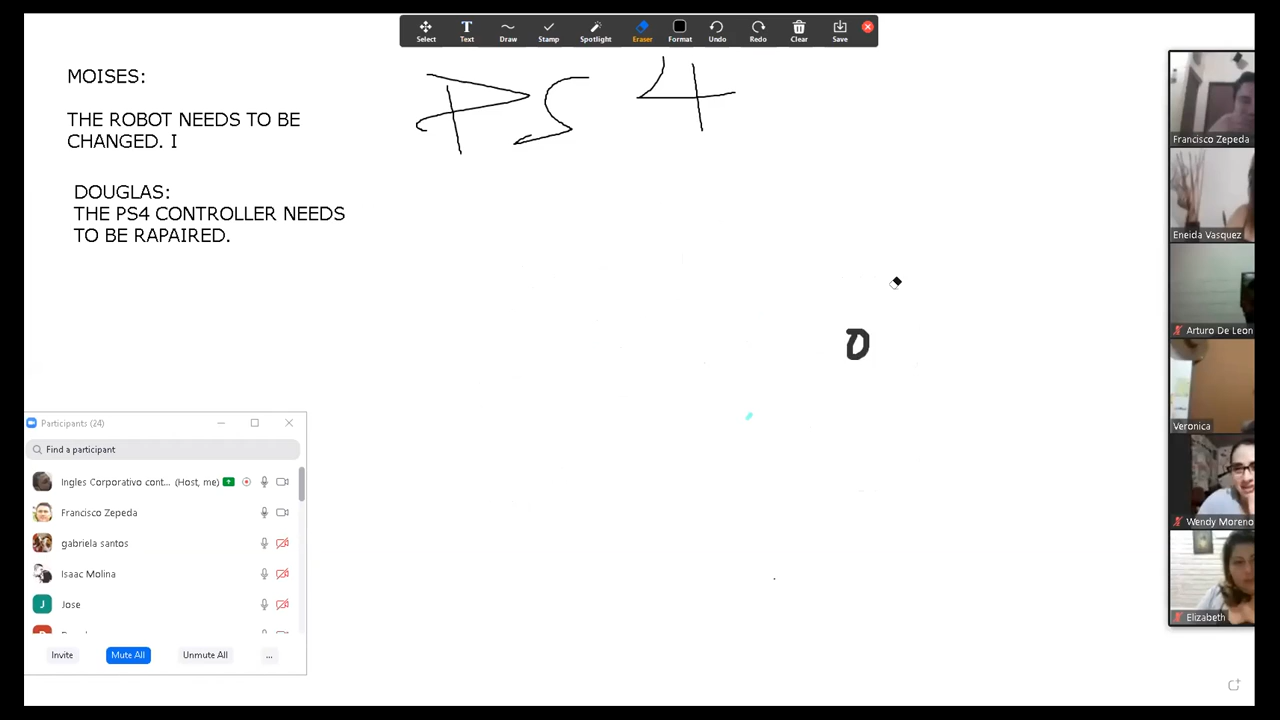 Select Text Draw Stamp Spotlight Eraser Format Undo Redo Clear Save
MOISES:
THE ROBOT NEEDS TO BE
CHANGED. I
PS 4
DOUGLAS:
THE PS4 CONTROLLER NEEDS
TO BE RAPAIRED.
O
Francisco Zepeda
Eneida Vasquez
Arturo De Leon
Veronica
Wendy Moreno
Elizabeth
Participants (24)
Find a participant
Ingles Corporativo cont... (Host, me)
Francisco Zepeda
gabriela santos
Isaac Molina
J Jose
Invite Mute All Unmute All ...